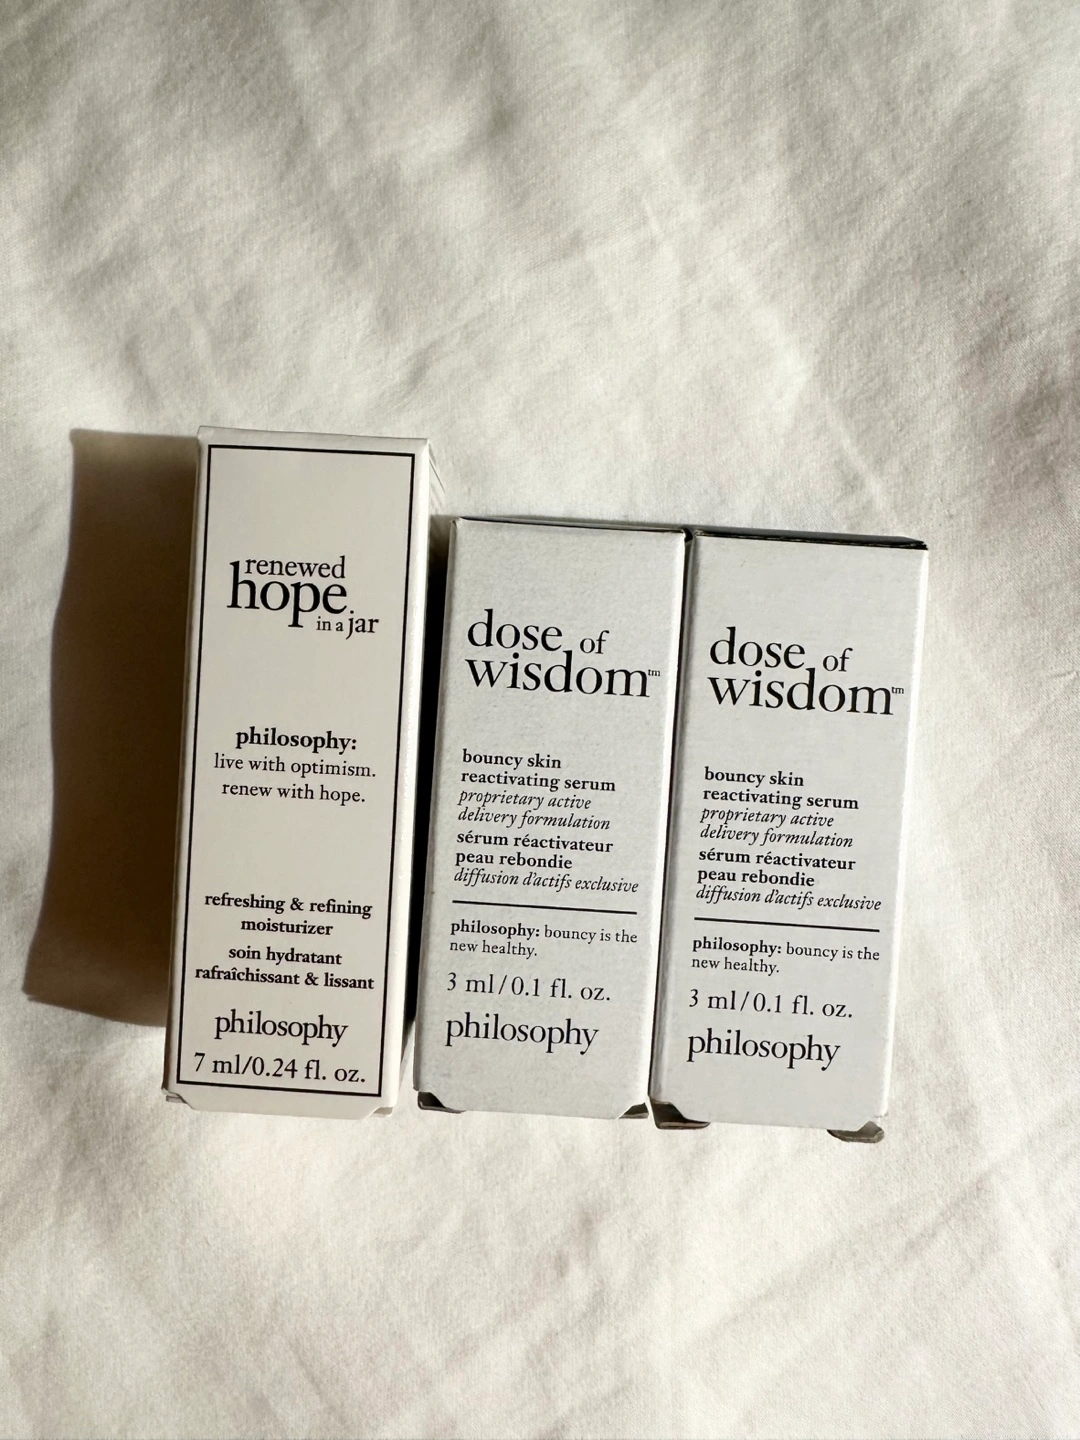 renewed
hope
in a jar
philosophy:
live with optimism.
renew with hope.
refreshing & refining
moisturizer
soin hydratant
rafraîchissant & lissant
philosophy
7 ml/0.24 fl. oz.
dose of
wisdom™
bouncy skin
reactivating serum
proprietary active
delivery formulation
sérum réactivateur
peau rebondie
diffusion d'actifs exclusive
philosophy: bouncy is the
new healthy.
3 ml/0.1 fl. oz.
philosophy
dose of
wisdom™
bouncy skin
reactivating serum
proprietary active
delivery formulation
sérum réactivateur
peau rebondie
diffusion d'actifs exclusive
philosophy: bouncy is the
new healthy.
3 ml/0.1 fl. oz.
philosophy